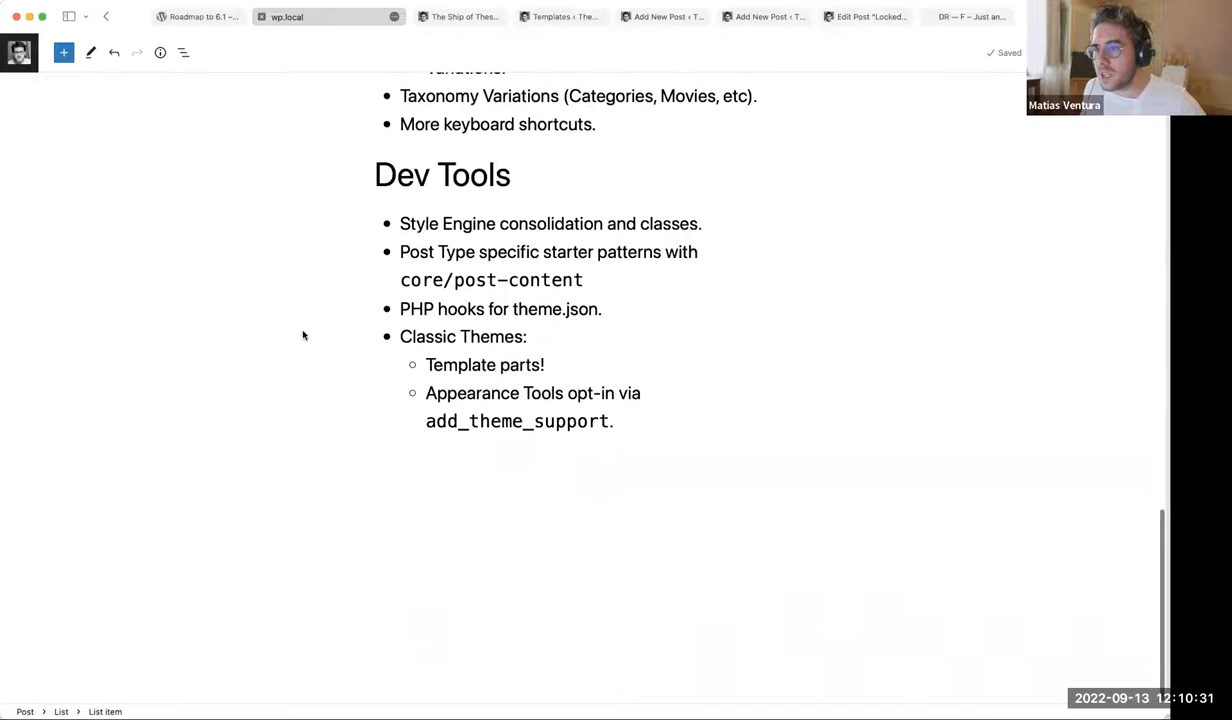 Roadmap to 6.1 –...
wp.local
The Ship of Thes...
Templates ‹ The...
Add New Post ‹ T...
Add New Post ‹ T...
Edit Post "Locked...
DR — F – Just an...
Saved
Matias Ventura
variations.
• Taxonomy Variations (Categories, Movies, etc).
• More keyboard shortcuts.
Dev Tools
• Style Engine consolidation and classes.
• Post Type specific starter patterns with
core/post-content
• PHP hooks for theme.json.
• Classic Themes:
○ Template parts!
○ Appearance Tools opt-in via
add_theme_support.
2022-09-13 12:10:31
Post > List > List item